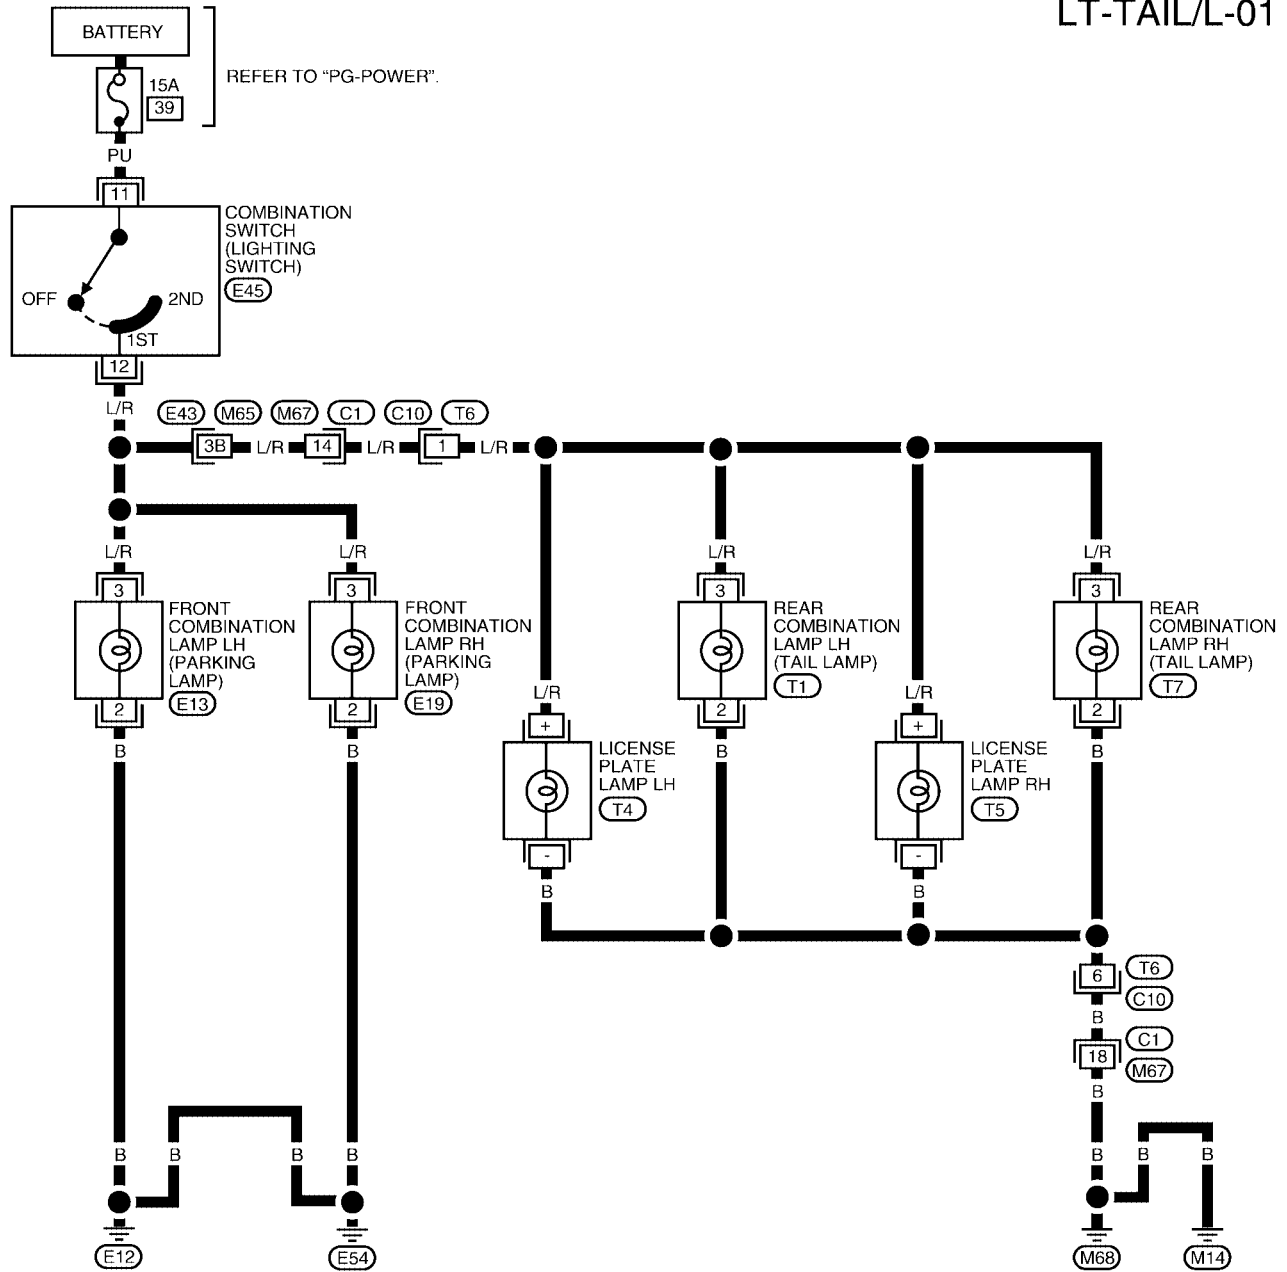 LT-TAIL/L-01
BATTERY
REFER TO “PG-POWER”.
15A
39
PU
11
COMBINATION
SWITCH
(LIGHTING
SWITCH)
E45
OFF
2ND
1ST
12
L/R
E43 M65 M67 C1 C10 T6
3B L/R 14 L/R 1 L/R
L/R L/R L/R L/R
3 3 3 3
FRONT
COMBINATION
LAMP LH
(PARKING
LAMP)
E13
2
B
FRONT
COMBINATION
LAMP RH
(PARKING
LAMP)
E19
2
B
REAR
COMBINATION
LAMP LH
(TAIL LAMP)
T1
2
B
REAR
COMBINATION
LAMP RH
(TAIL LAMP)
T7
2
B
L/R
+
LICENSE
PLATE
LAMP LH
T4
-
B
L/R
+
LICENSE
PLATE
LAMP RH
T5
-
B
6
T6
C10
B
18
C1
M67
B
B B B B B B B
E12 E54 M68 M14